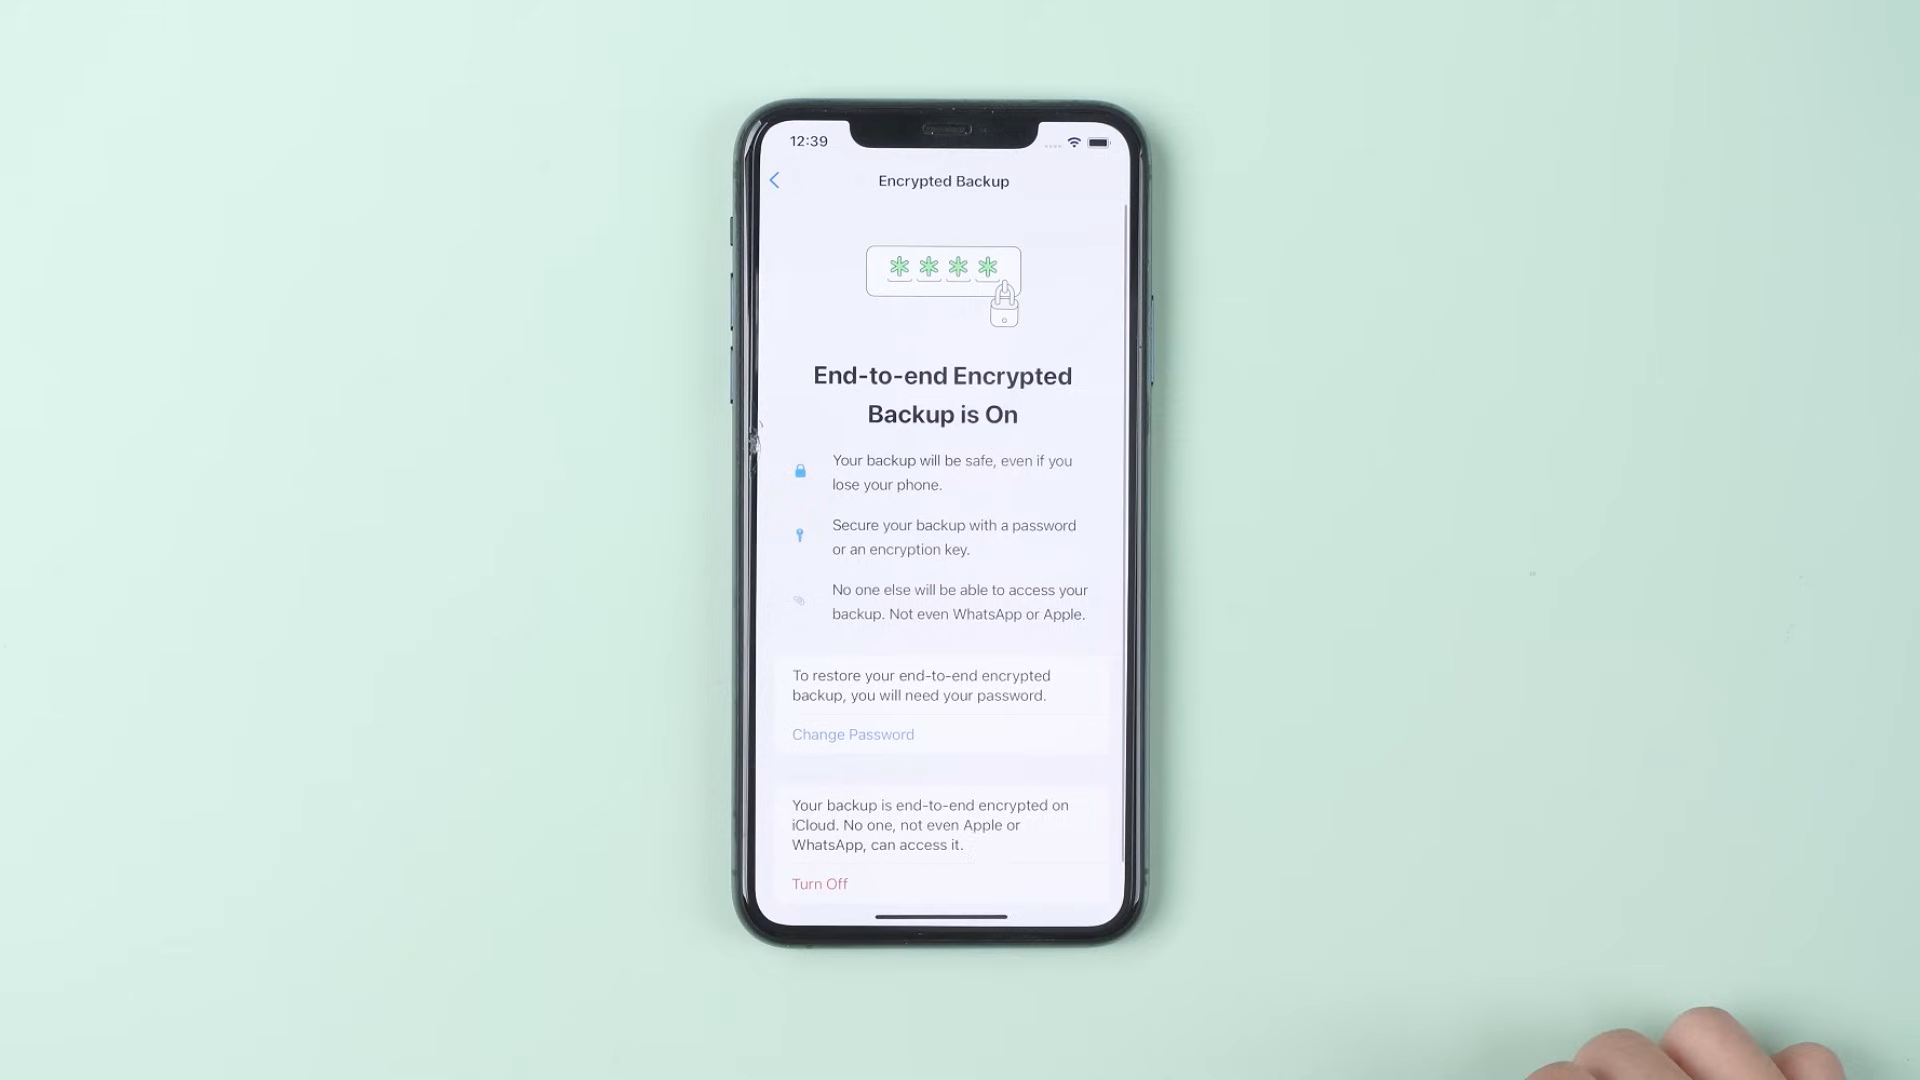 12:39
Encrypted Backup
****
End-to-end Encrypted
Backup is On
Your backup will be safe, even if you
lose your phone.
Secure your backup with a password
or an encryption key.
No one else will be able to access your
backup. Not even WhatsApp or Apple.
To restore your end-to-end encrypted
backup, you will need your password.
Change Password
Your backup is end-to-end encrypted on
iCloud. No one, not even Apple or
WhatsApp, can access it.
Turn Off